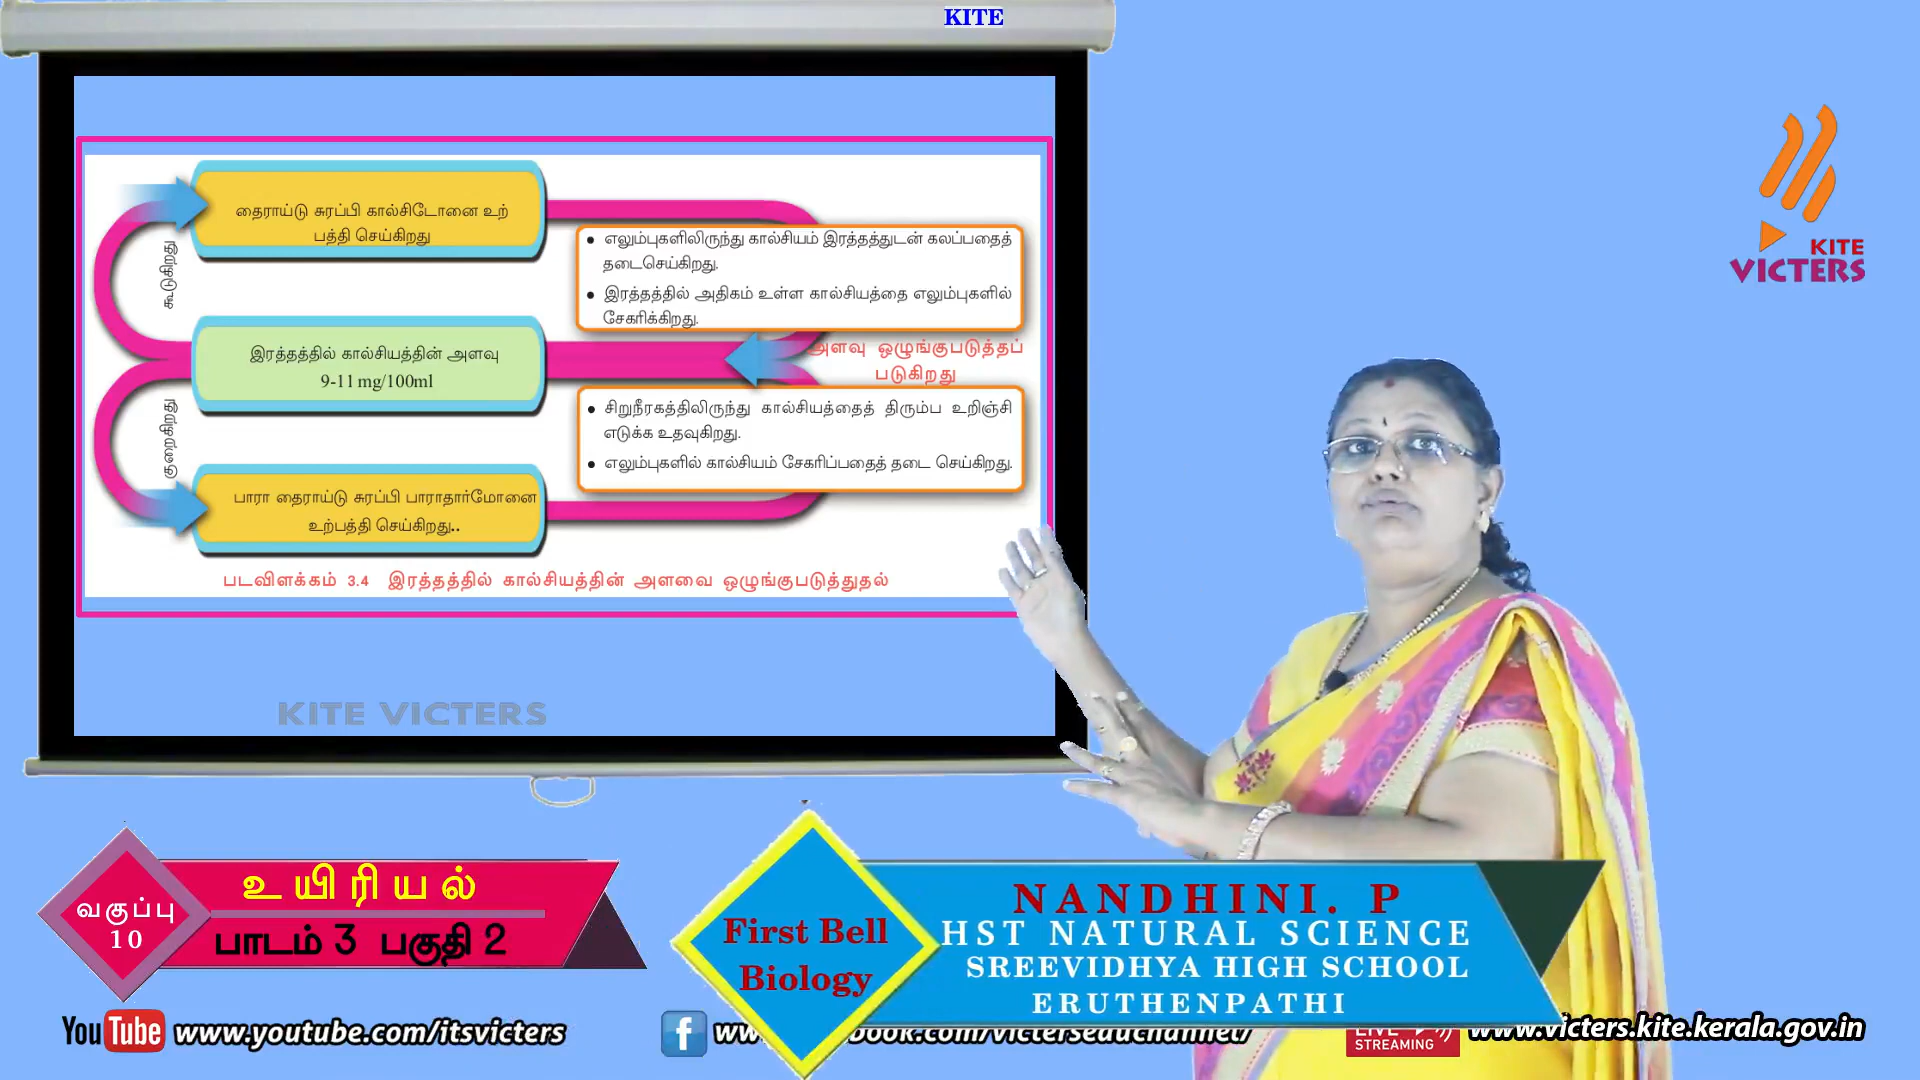 KITE
தைராய்டு சுரப்பி கால்சிடோனை உற்
பத்தி செய்கிறது
கூடுகிறது
• எலும்புகளிலிருந்து கால்சியம் இரத்தத்துடன் கலப்பதைத்
தடைசெய்கிறது.
• இரத்தத்தில் அதிகம் உள்ள கால்சியத்தை எலும்புகளில்
சேகரிக்கிறது.
இரத்தத்தில் கால்சியத்தின் அளவு
9-11 mg/100ml
அளவு ஒழுங்குபடுத்தப்
படுகிறது
குறைகிறது
• சிறுநீரகத்திலிருந்து கால்சியத்தைத் திரும்ப உறிஞ்சி
எடுக்க உதவுகிறது.
• எலும்புகளில் கால்சியம் சேகரிப்பதைத் தடை செய்கிறது.
பாரா தைராய்டு சுரப்பி பாராதார்மோனை
உற்பத்தி செய்கிறது..
படவிளக்கம் 3.4 இரத்தத்தில் கால்சியத்தின் அளவை ஒழுங்குபடுத்துதல்
KITE VICTERS
KITE
VICTERS
வகுப்பு
10
உயிரியல்
பாடம் 3 பகுதி 2
First Bell
Biology
NANDHINI. P
HST NATURAL SCIENCE
SREEVIDHYA HIGH SCHOOL
ERUTHENPATHI
YouTube www.youtube.com/itsvicters
f
LIVE
STREAMING
www.victers.kite.kerala.gov.in